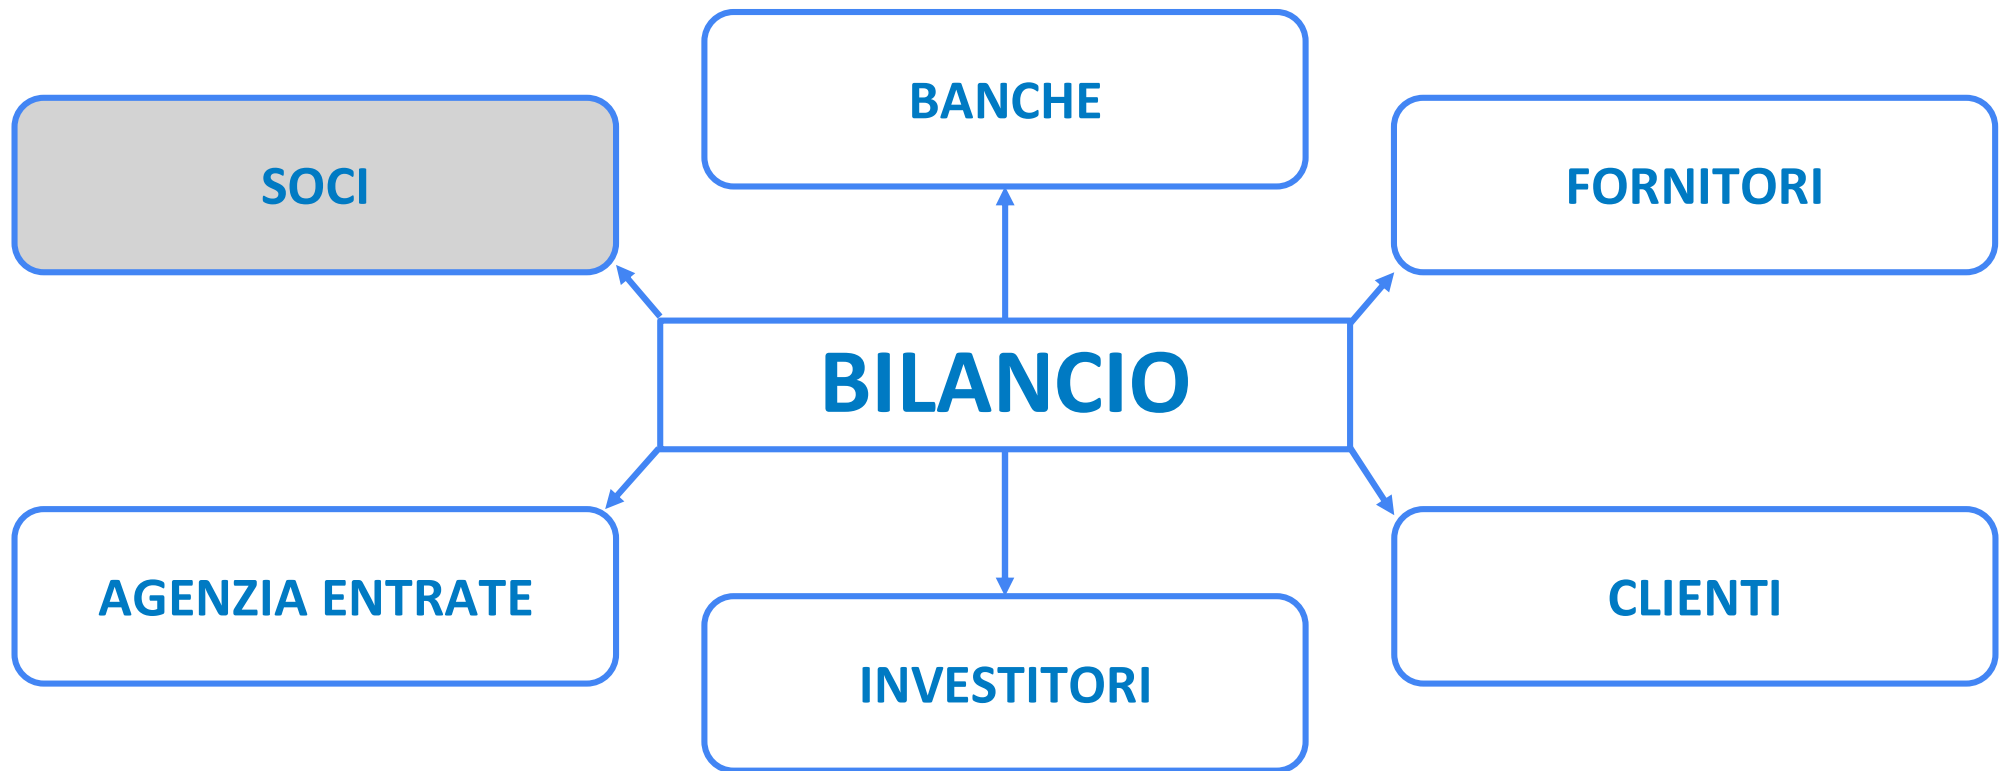 BANCHE
SOCI
FORNITORI
BILANCIO
AGENZIA ENTRATE
CLIENTI
INVESTITORI